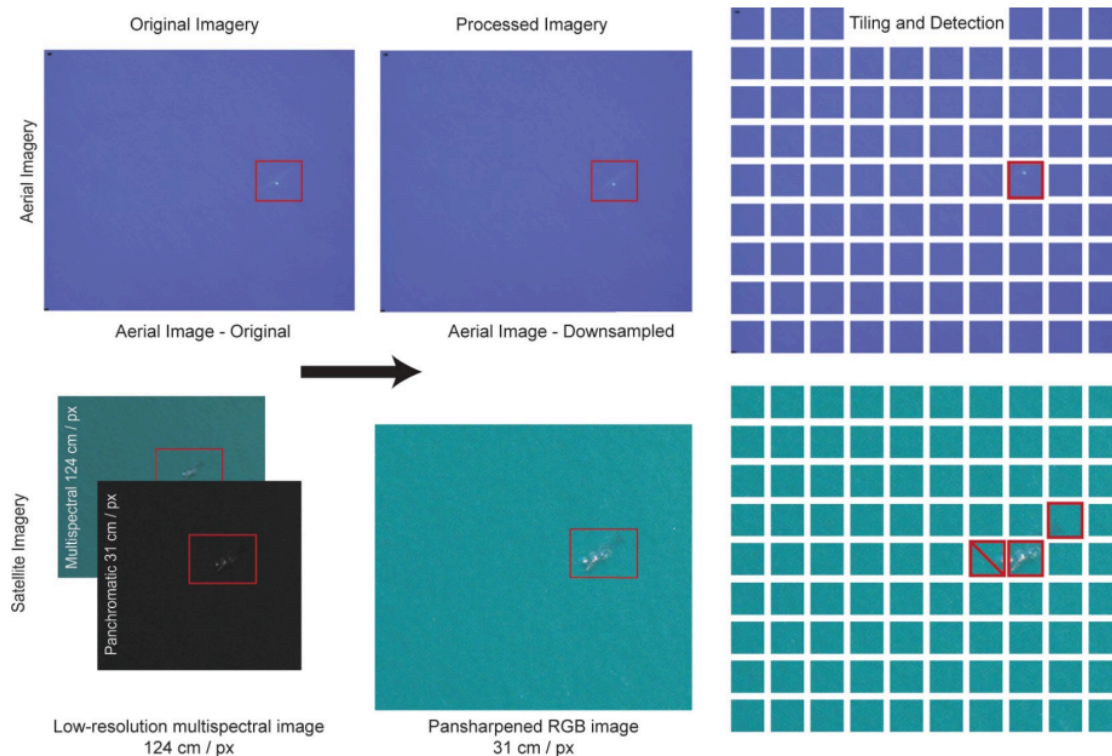 Original Imagery
Processed Imagery
Tiling and Detection
Aerial Imagery
Aerial Image - Original
Aerial Image - Downsampled
Satellite Imagery
Multispectral 124 cm / px
Panchromatic 31 cm / px
Low-resolution multispectral image
124 cm / px
Pansharpened RGB image
31 cm / px